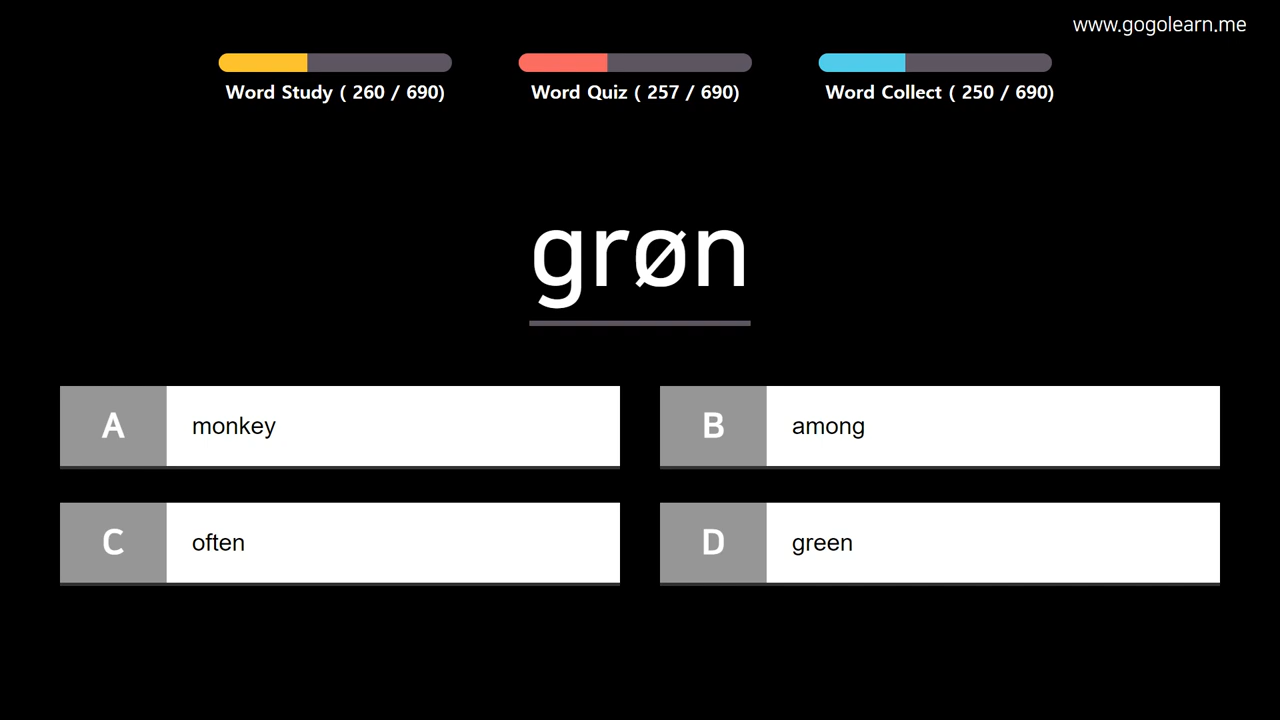 www.gogolearn.me
Word Study ( 260 / 690)
Word Quiz ( 257 / 690)
Word Collect ( 250 / 690)
grøn
A monkey
B among
C often
D green